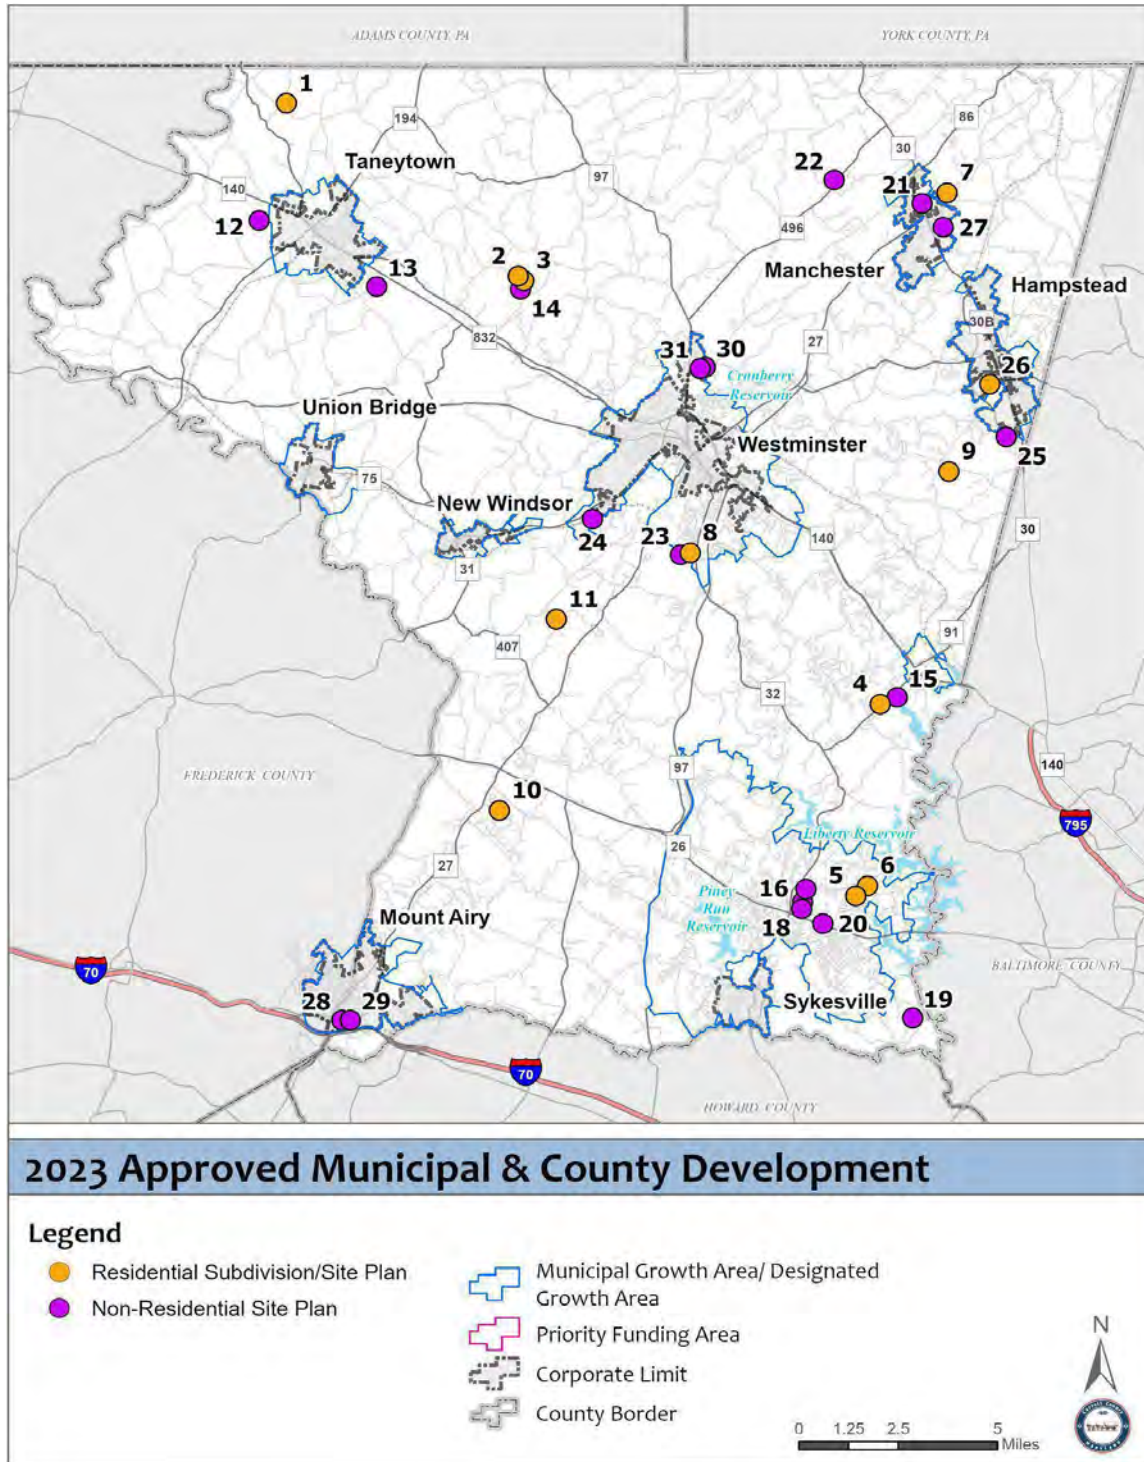 ADAMS COUNTY, PA
YORK COUNTY, PA
1
194
86
Taneytown
97
30
22
7
140
21
12
496
27
2
3
Manchester
13
Hampstead
14
30B
832
27
31
30
26
Cranberry
Reservoir
Union Bridge
Westminster
9
25
75
New Windsor
24
23
8
140
30
31
11
407
91
4
15
32
97
140
FREDERICK COUNTY
10
795
26
Liberty Reservoir
27
16
5
6
Piney
Run
Reservoir
Mount Airy
18
20
70
BALTIMORE COUNTY
28
29
Sykesville
19
70
HOWARD COUNTY
2023 Approved Municipal & County Development
Legend
Residential Subdivision/Site Plan
Non-Residential Site Plan
Municipal Growth Area/ Designated
Growth Area
Priority Funding Area
Corporate Limit
County Border
N
0 1.25 2.5 5
Miles